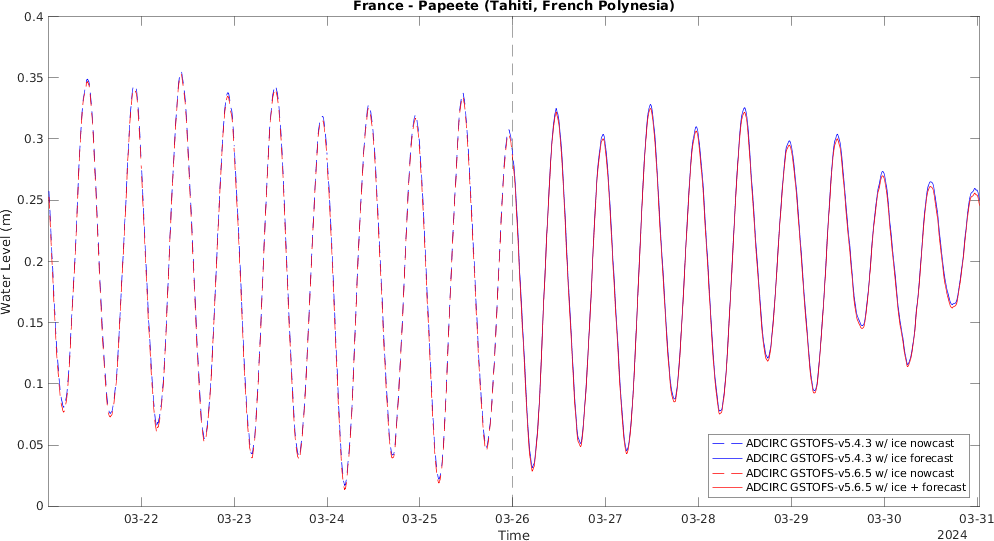 France - Papeete (Tahiti, French Polynesia)
0.4
0.35
0.3
0.25
0.2
0.15
0.1
0.05
0
Water Level (m)
ADCIRC GSTOFS-v5.4.3 w/ ice nowcast
ADCIRC GSTOFS-v5.4.3 w/ ice forecast
ADCIRC GSTOFS-v5.6.5 w/ ice nowcast
ADCIRC GSTOFS-v5.6.5 w/ ice + forecast
03-22 03-23 03-24 03-25 03-26 03-27 03-28 03-29 03-30 03-31
Time
2024